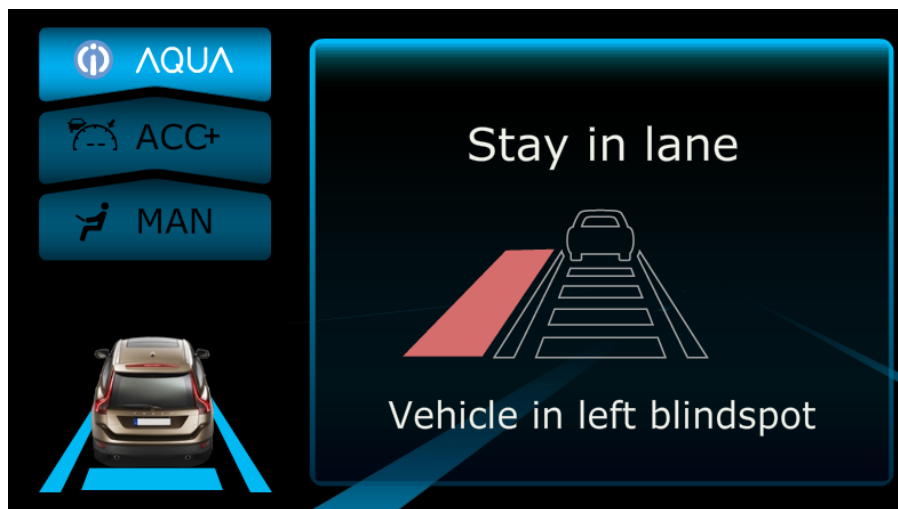 AQUA
ACC+
MAN
Stay in lane
Vehicle in left blindspot